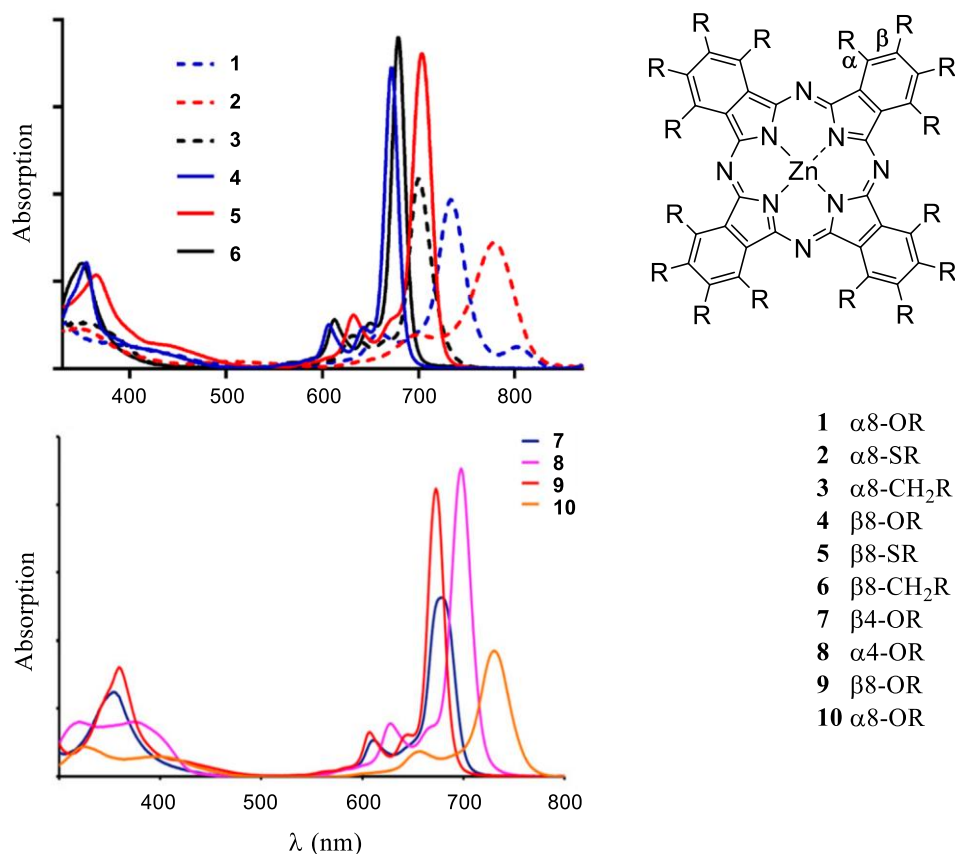 Absorption
1
2
3
4
5
6
400 500 600 700 800
R R R β R
R α R
R R
R R
N
N N
N Zn N
N N
N
R R
R R
R R
R R
Absorption
7
8
9
10
400 500 600 700 800
λ (nm)
1 α8-OR
2 α8-SR
3 α8-CH₂R
4 β8-OR
5 β8-SR
6 β8-CH₂R
7 β4-OR
8 α4-OR
9 β8-OR
10 α8-OR